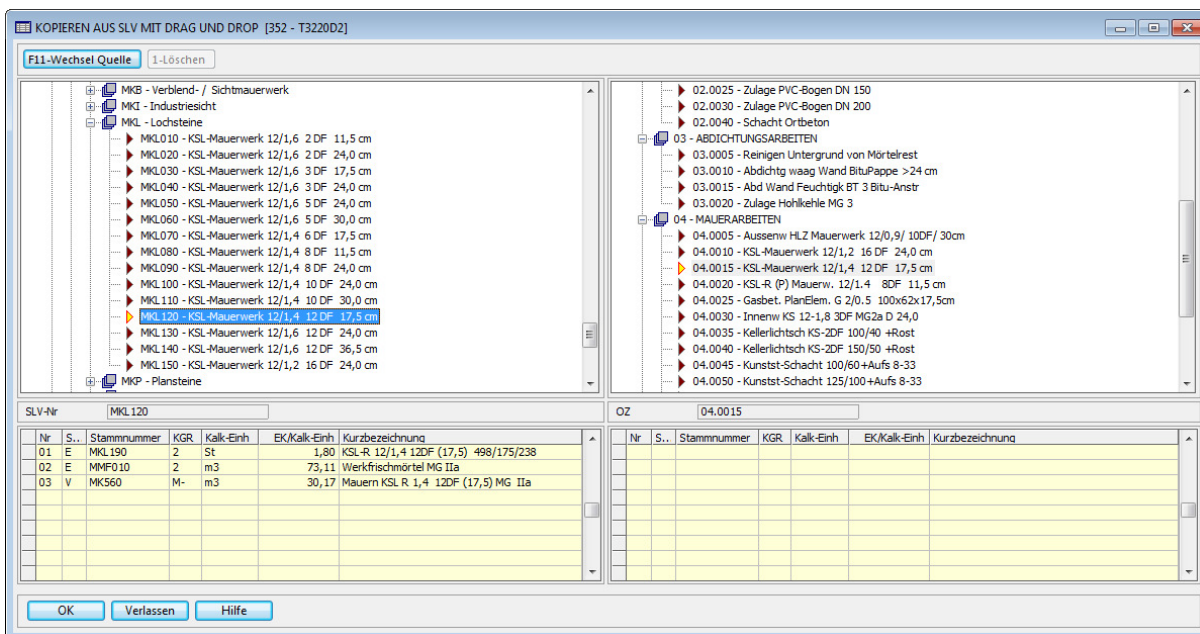 KOPIEREN AUS SLV MIT DRAG UND DROP [352 - T3220D2]
F11-Wechsel Quelle 1-Löschen
MKB - Verblend- / Sichtmauerwerk
MKI - Industriesicht
MKL - Lochsteine
MKL010 - KSL-Mauerwerk 12/1,6 2 DF 11,5 cm
MKL020 - KSL-Mauerwerk 12/1,6 2 DF 24,0 cm
MKL030 - KSL-Mauerwerk 12/1,6 3 DF 17,5 cm
MKL040 - KSL-Mauerwerk 12/1,6 3 DF 24,0 cm
MKL050 - KSL-Mauerwerk 12/1,6 5 DF 24,0 cm
MKL060 - KSL-Mauerwerk 12/1,6 5 DF 30,0 cm
MKL070 - KSL-Mauerwerk 12/1,4 6 DF 17,5 cm
MKL080 - KSL-Mauerwerk 12/1,4 8 DF 11,5 cm
MKL090 - KSL-Mauerwerk 12/1,4 8 DF 24,0 cm
MKL100 - KSL-Mauerwerk 12/1,4 10 DF 24,0 cm
MKL110 - KSL-Mauerwerk 12/1,4 10 DF 30,0 cm
MKL120 - KSL-Mauerwerk 12/1,4 12 DF 17,5 cm
MKL130 - KSL-Mauerwerk 12/1,6 12 DF 24,0 cm
MKL140 - KSL-Mauerwerk 12/1,6 12 DF 36,5 cm
MKL150 - KSL-Mauerwerk 12/1,2 16 DF 24,0 cm
MKP - Plansteine
02.0025 - Zulage PVC-Bogen DN 150
02.0030 - Zulage PVC-Bogen DN 200
02.0040 - Schacht Ortbeton
03 - ABDICHTUNGSARBEITEN
03.0005 - Reinigen Untergrund von Mörtelrest
03.0010 - Abdichtg waag Wand BituPappe >24 cm
03.0015 - Abd Wand Feuchtigk BT 3 Bitu-Anstr
03.0020 - Zulage Hohlkehle MG 3
04 - MAUERARBEITEN
04.0005 - Aussenw HLZ Mauerwerk 12/0,9/ 10DF/ 30cm
04.0010 - KSL-Mauerwerk 12/1,2 16 DF 24,0 cm
04.0015 - KSL-Mauerwerk 12/1,4 12 DF 17,5 cm
04.0020 - KSL-R (P) Mauerw. 12/1.4 8DF 11,5 cm
04.0025 - Gasbet. PlanElem. G 2/0.5 100x62x17,5cm
04.0030 - Innenw KS 12-1,8 3DF MG2a D 24,0
04.0035 - Kellerlichtsch KS-2DF 100/40 +Rost
04.0040 - Kellerlichtsch KS-2DF 150/50 +Rost
04.0045 - Kunstst-Schacht 100/60+Aufs 8-33
04.0050 - Kunstst-Schacht 125/100+Aufs 8-33
SLV-Nr MKL120
OZ 04.0015
Nr S.. Stammnummer KGR Kalk-Einh EK/Kalk-Einh Kurzbezeichnung
01 E MKL190 2 St 1,80 KSL-R 12/1,4 12DF (17,5) 498/175/238
02 E MMF010 2 m3 73,11 Werkfrischmörtel MG IIa
03 V MK560 M- m3 30,17 Mauern KSL R 1,4 12DF (17,5) MG IIa
Nr S.. Stammnummer KGR Kalk-Einh EK/Kalk-Einh Kurzbezeichnung
OK Verlassen Hilfe